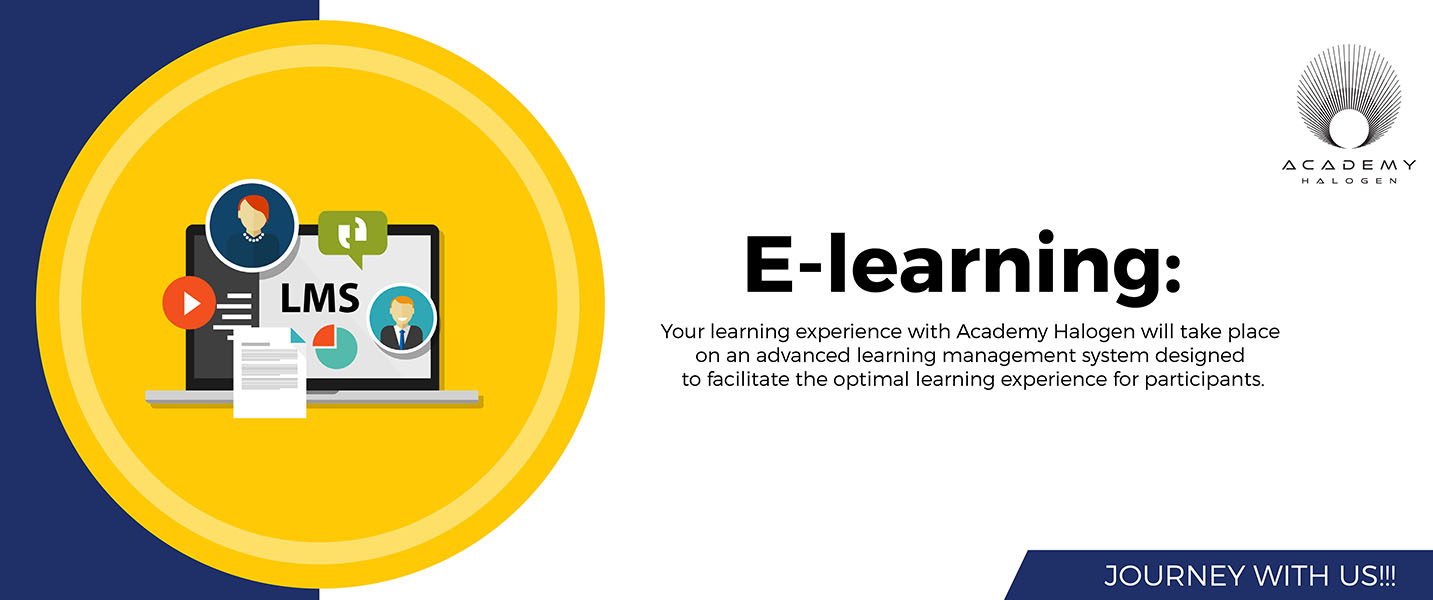 LMS
ACADEMY
HALOGEN
E-learning:
Your learning experience with Academy Halogen will take place
on an advanced learning management system designed
to facilitate the optimal learning experience for participants.
JOURNEY WITH US!!!